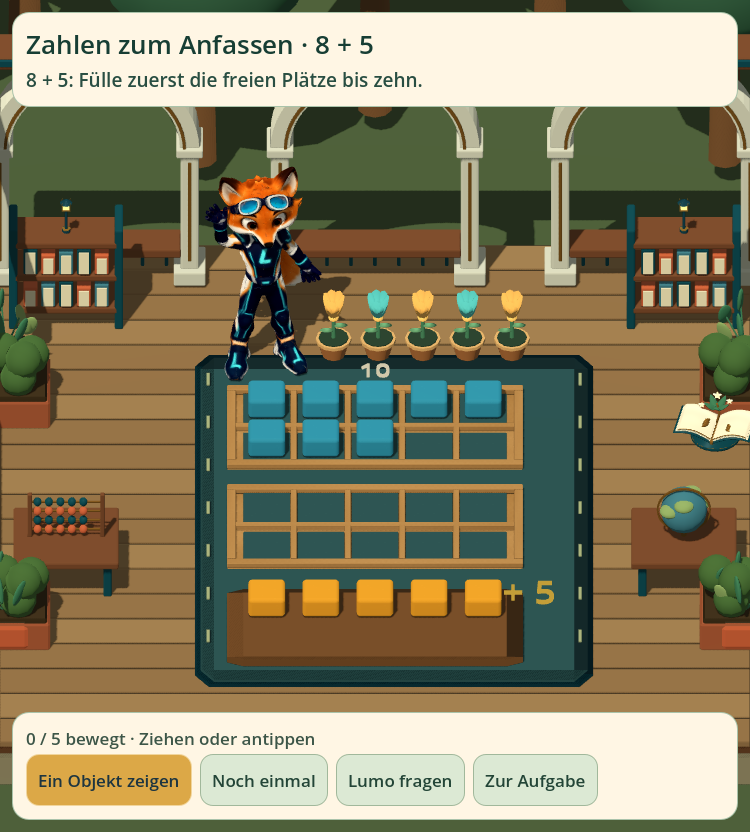 Zahlen zum Anfassen · 8 + 5
8 + 5: Fülle zuerst die freien Plätze bis zehn.
L
10
+ 5
0 / 5 bewegt · Ziehen oder antippen
Ein Objekt zeigen
Noch einmal
Lumo fragen
Zur Aufgabe